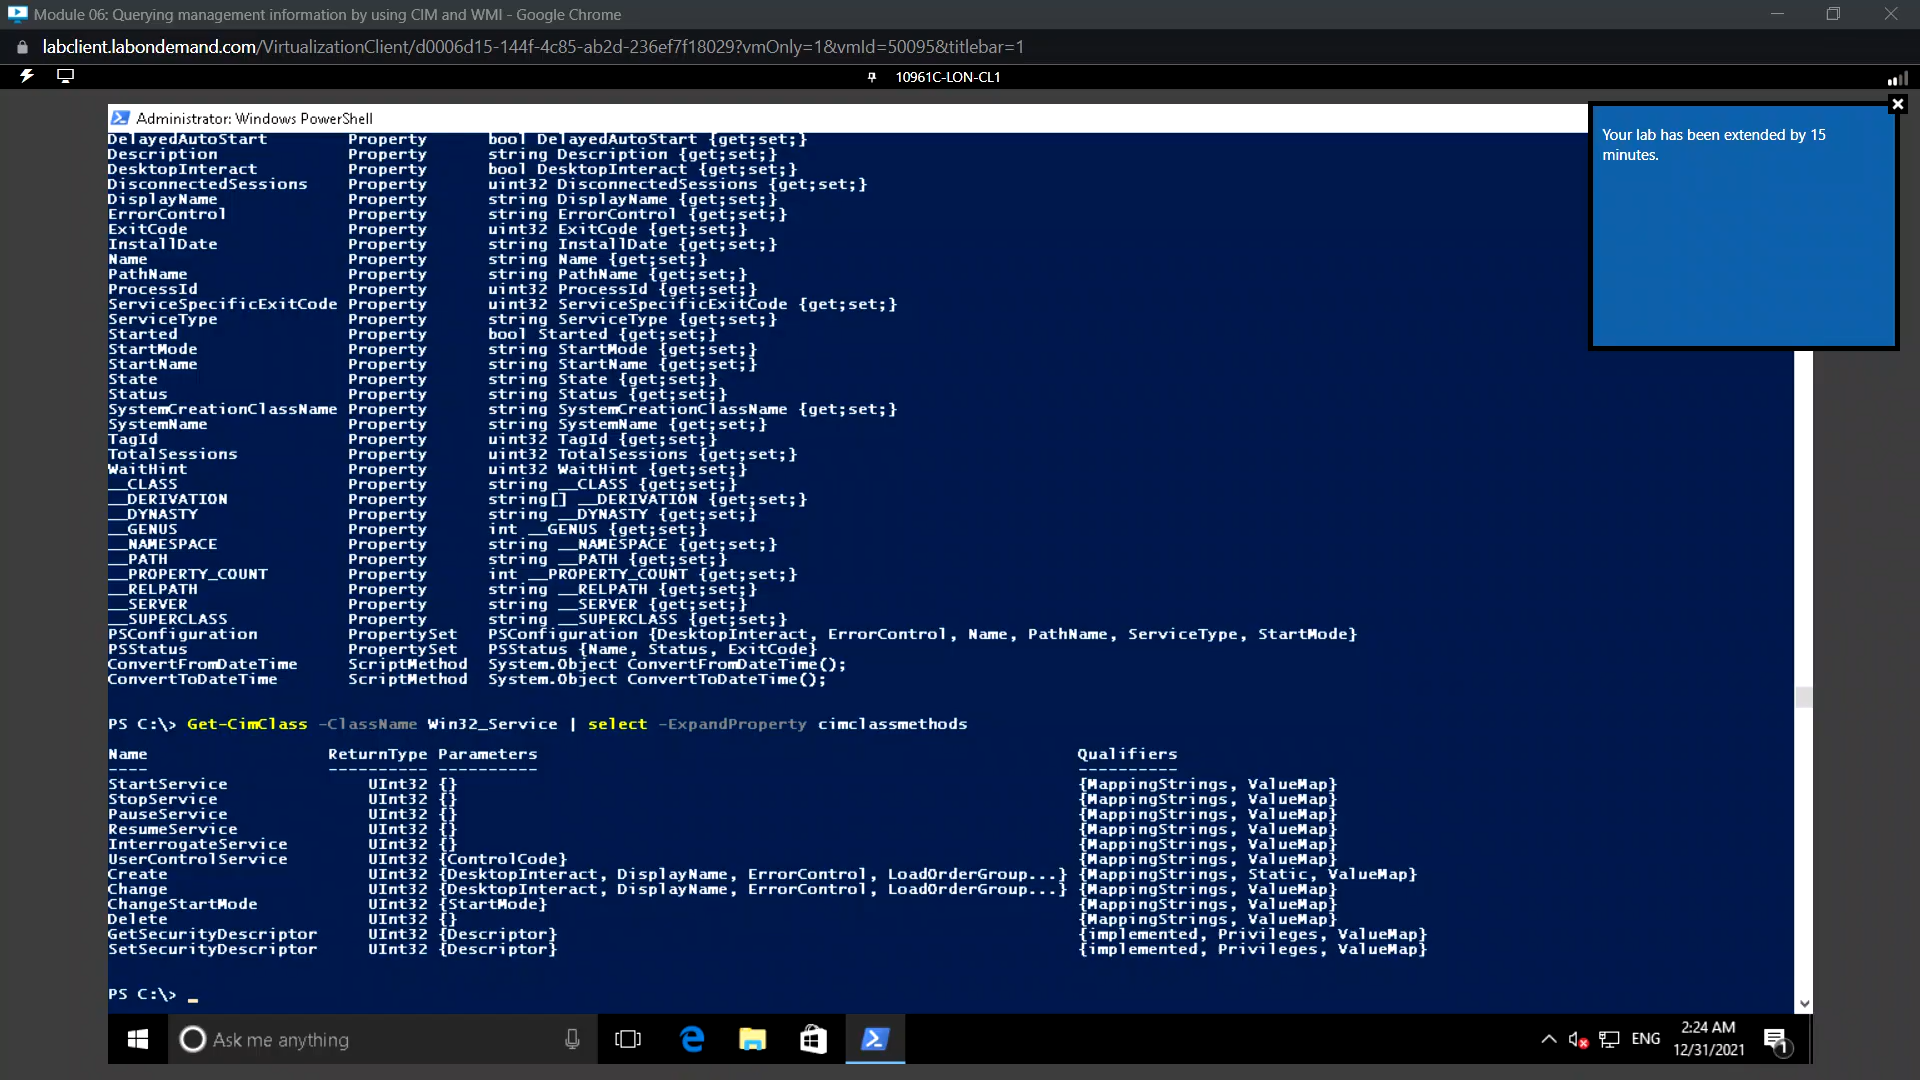 Module 06: Querying management information by using CIM and WMI - Google Chrome
labclient.labondemand.com/VirtualizationClient/d0006d15-144f-4c85-ab2d-236ef7f18029?vmOnly=1&vmId=50095&titlebar=1
10961C-LON-CL1
Administrator: Windows PowerShell
Your lab has been extended by 15
minutes.
DelayedAutoStart Property bool DelayedAutoStart {get;set;}
Description Property string Description {get;set;}
DesktopInteract Property bool DesktopInteract {get;set;}
DisconnectedSessions Property uint32 DisconnectedSessions {get;set;}
DisplayName Property string DisplayName {get;set;}
ErrorControl Property string ErrorControl {get;set;}
ExitCode Property uint32 ExitCode {get;set;}
InstallDate Property string InstallDate {get;set;}
Name Property string Name {get;set;}
PathName Property string PathName {get;set;}
ProcessId Property uint32 ProcessId {get;set;}
ServiceSpecificExitCode Property uint32 ServiceSpecificExitCode {get;set;}
ServiceType Property string ServiceType {get;set;}
Started Property bool Started {get;set;}
StartMode Property string StartMode {get;set;}
StartName Property string StartName {get;set;}
State Property string State {get;set;}
Status Property string Status {get;set;}
SystemCreationClassName Property string SystemCreationClassName {get;set;}
SystemName Property string SystemName {get;set;}
TagId Property uint32 TagId {get;set;}
TotalSessions Property uint32 TotalSessions {get;set;}
WaitHint Property uint32 WaitHint {get;set;}
__CLASS Property string __CLASS {get;set;}
__DERIVATION Property string[] __DERIVATION {get;set;}
__DYNASTY Property string __DYNASTY {get;set;}
__GENUS Property int __GENUS {get;set;}
__NAMESPACE Property string __NAMESPACE {get;set;}
__PATH Property string __PATH {get;set;}
__PROPERTY_COUNT Property int __PROPERTY_COUNT {get;set;}
__RELPATH Property string __RELPATH {get;set;}
__SERVER Property string __SERVER {get;set;}
__SUPERCLASS Property string __SUPERCLASS {get;set;}
PSConfiguration PropertySet PSConfiguration {DesktopInteract, ErrorControl, Name, PathName, ServiceType, StartMode}
PSStatus PropertySet PSStatus {Name, Status, ExitCode}
ConvertFromDateTime ScriptMethod System.Object ConvertFromDateTime();
ConvertToDateTime ScriptMethod System.Object ConvertToDateTime();
PS C:\> Get-CimClass -ClassName Win32_Service | select -ExpandProperty cimclassmethods
Name ReturnType Parameters Qualifiers
---- ---------- ---------- ----------
StartService UInt32 {} {MappingStrings, ValueMap}
StopService UInt32 {} {MappingStrings, ValueMap}
PauseService UInt32 {} {MappingStrings, ValueMap}
ResumeService UInt32 {} {MappingStrings, ValueMap}
InterrogateService UInt32 {} {MappingStrings, ValueMap}
UserControlService UInt32 {ControlCode} {MappingStrings, ValueMap}
Create UInt32 {DesktopInteract, DisplayName, ErrorControl, LoadOrderGroup...} {MappingStrings, Static, ValueMap}
Change UInt32 {DesktopInteract, DisplayName, ErrorControl, LoadOrderGroup...} {MappingStrings, ValueMap}
ChangeStartMode UInt32 {StartMode} {MappingStrings, ValueMap}
Delete UInt32 {} {MappingStrings, ValueMap}
GetSecurityDescriptor UInt32 {Descriptor} {implemented, Privileges, ValueMap}
SetSecurityDescriptor UInt32 {Descriptor} {implemented, Privileges, ValueMap}
PS C:\> _
Ask me anything
ENG
2:24 AM
12/31/2021
1